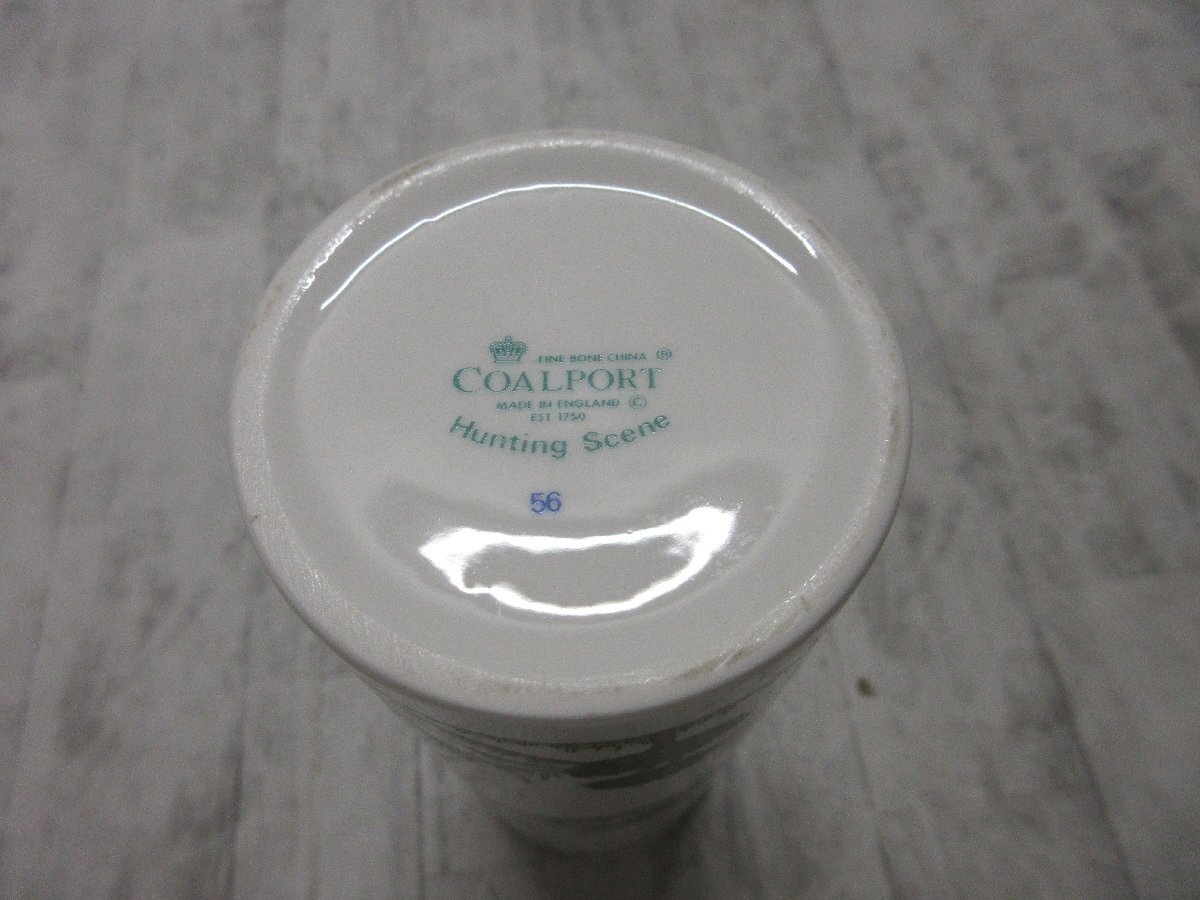 FINE BONE CHINA ®
COALPORT
MADE IN ENGLAND ©
EST 1750
Hunting Scene
56